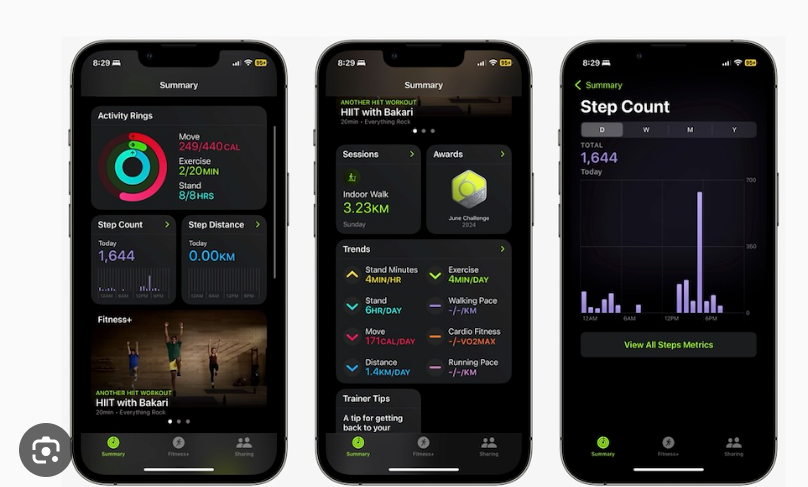 8:29
Summary
Activity Rings
Move
249/440CAL
Exercise
2/20MIN
Stand
8/8HRS
Step Count
Today
1,644
12AM 6AM 12PM 6PM
Step Distance
Today
0.00KM
12AM 6AM 12PM 6PM
Fitness+
ANOTHER HIIT WORKOUT
HIIT with Bakari
20min • Everything Rock
Summary
Fitness+
Sharing
8:29
Summary
ANOTHER HIIT WORKOUT
HIIT with Bakari
20min • Everything Rock
Sessions
Indoor Walk
3.23KM
Sunday
Awards
June Challenge
2024
Trends
Stand Minutes
4MIN/HR
Exercise
4MIN/DAY
Stand
6HR/DAY
Walking Pace
-/-/KM
Move
171CAL/DAY
Cardio Fitness
-/-VO2MAX
Distance
1.4KM/DAY
Running Pace
-/-/KM
Trainer Tips
A tip for getting
back to your
Summary
Fitness+
Sharing
8:29
Summary
Step Count
D W M Y
TOTAL
1,644
Today
700
350
0
12AM 6AM 12PM 6PM
View All Steps Metrics
Summary
Fitness+
Sharing